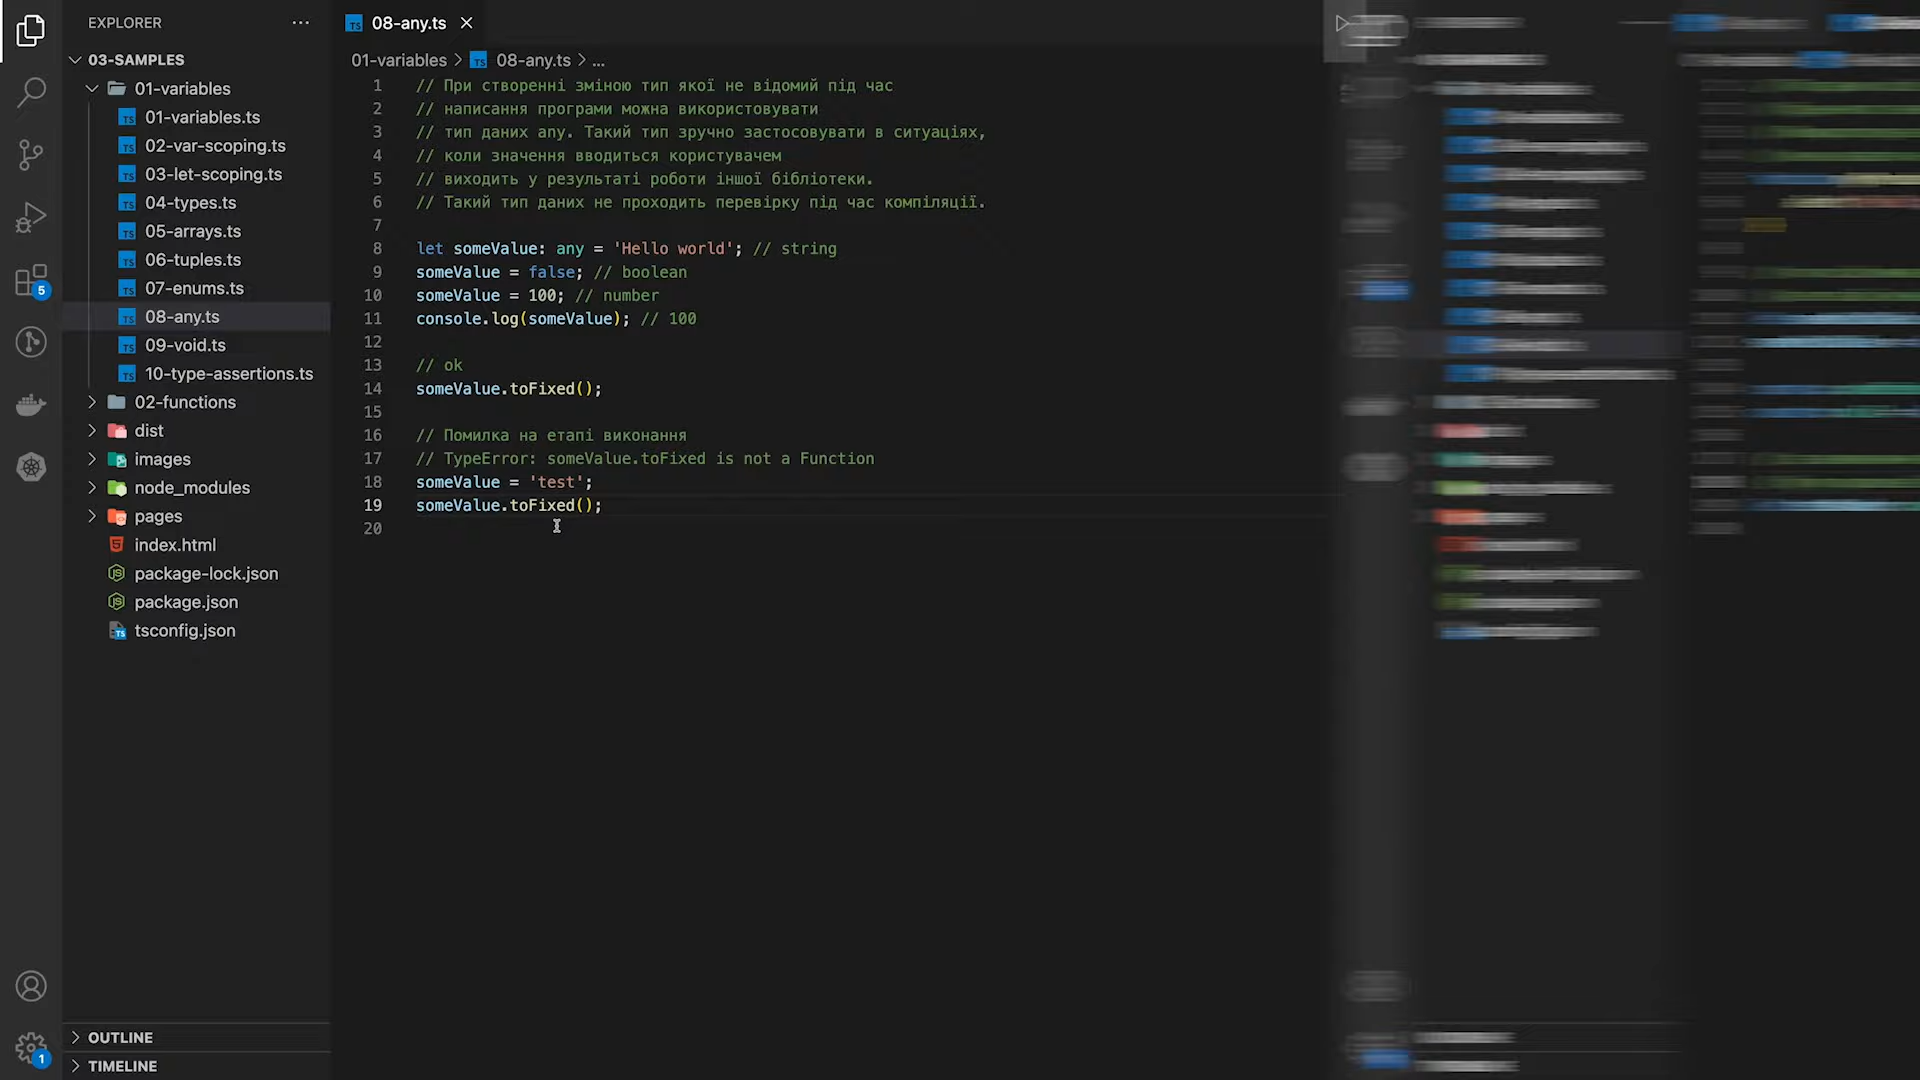 EXPLORER
03-SAMPLES
01-variables
01-variables.ts
02-var-scoping.ts
03-let-scoping.ts
04-types.ts
05-arrays.ts
06-tuples.ts
07-enums.ts
08-any.ts
09-void.ts
10-type-assertions.ts
02-functions
dist
images
node_modules
pages
index.html
package-lock.json
package.json
tsconfig.json
OUTLINE
TIMELINE
5
1
08-any.ts
01-variables > 08-any.ts > ...
1 // При створенні зміною тип якої не відомий під час
2 // написання програми можна використовувати
3 // тип даних any. Такий тип зручно застосовувати в ситуаціях,
4 // коли значення вводиться користувачем
5 // виходить у результаті роботи іншої бібліотеки.
6 // Такий тип даних не проходить перевірку під час компіляції.
7
8 let someValue: any = 'Hello world'; // string
9 someValue = false; // boolean
10 someValue = 100; // number
11 console.log(someValue); // 100
12
13 // ok
14 someValue.toFixed();
15
16 // Помилка на етапі виконання
17 // TypeError: someValue.toFixed is not a Function
18 someValue = 'test';
19 someValue.toFixed();
20